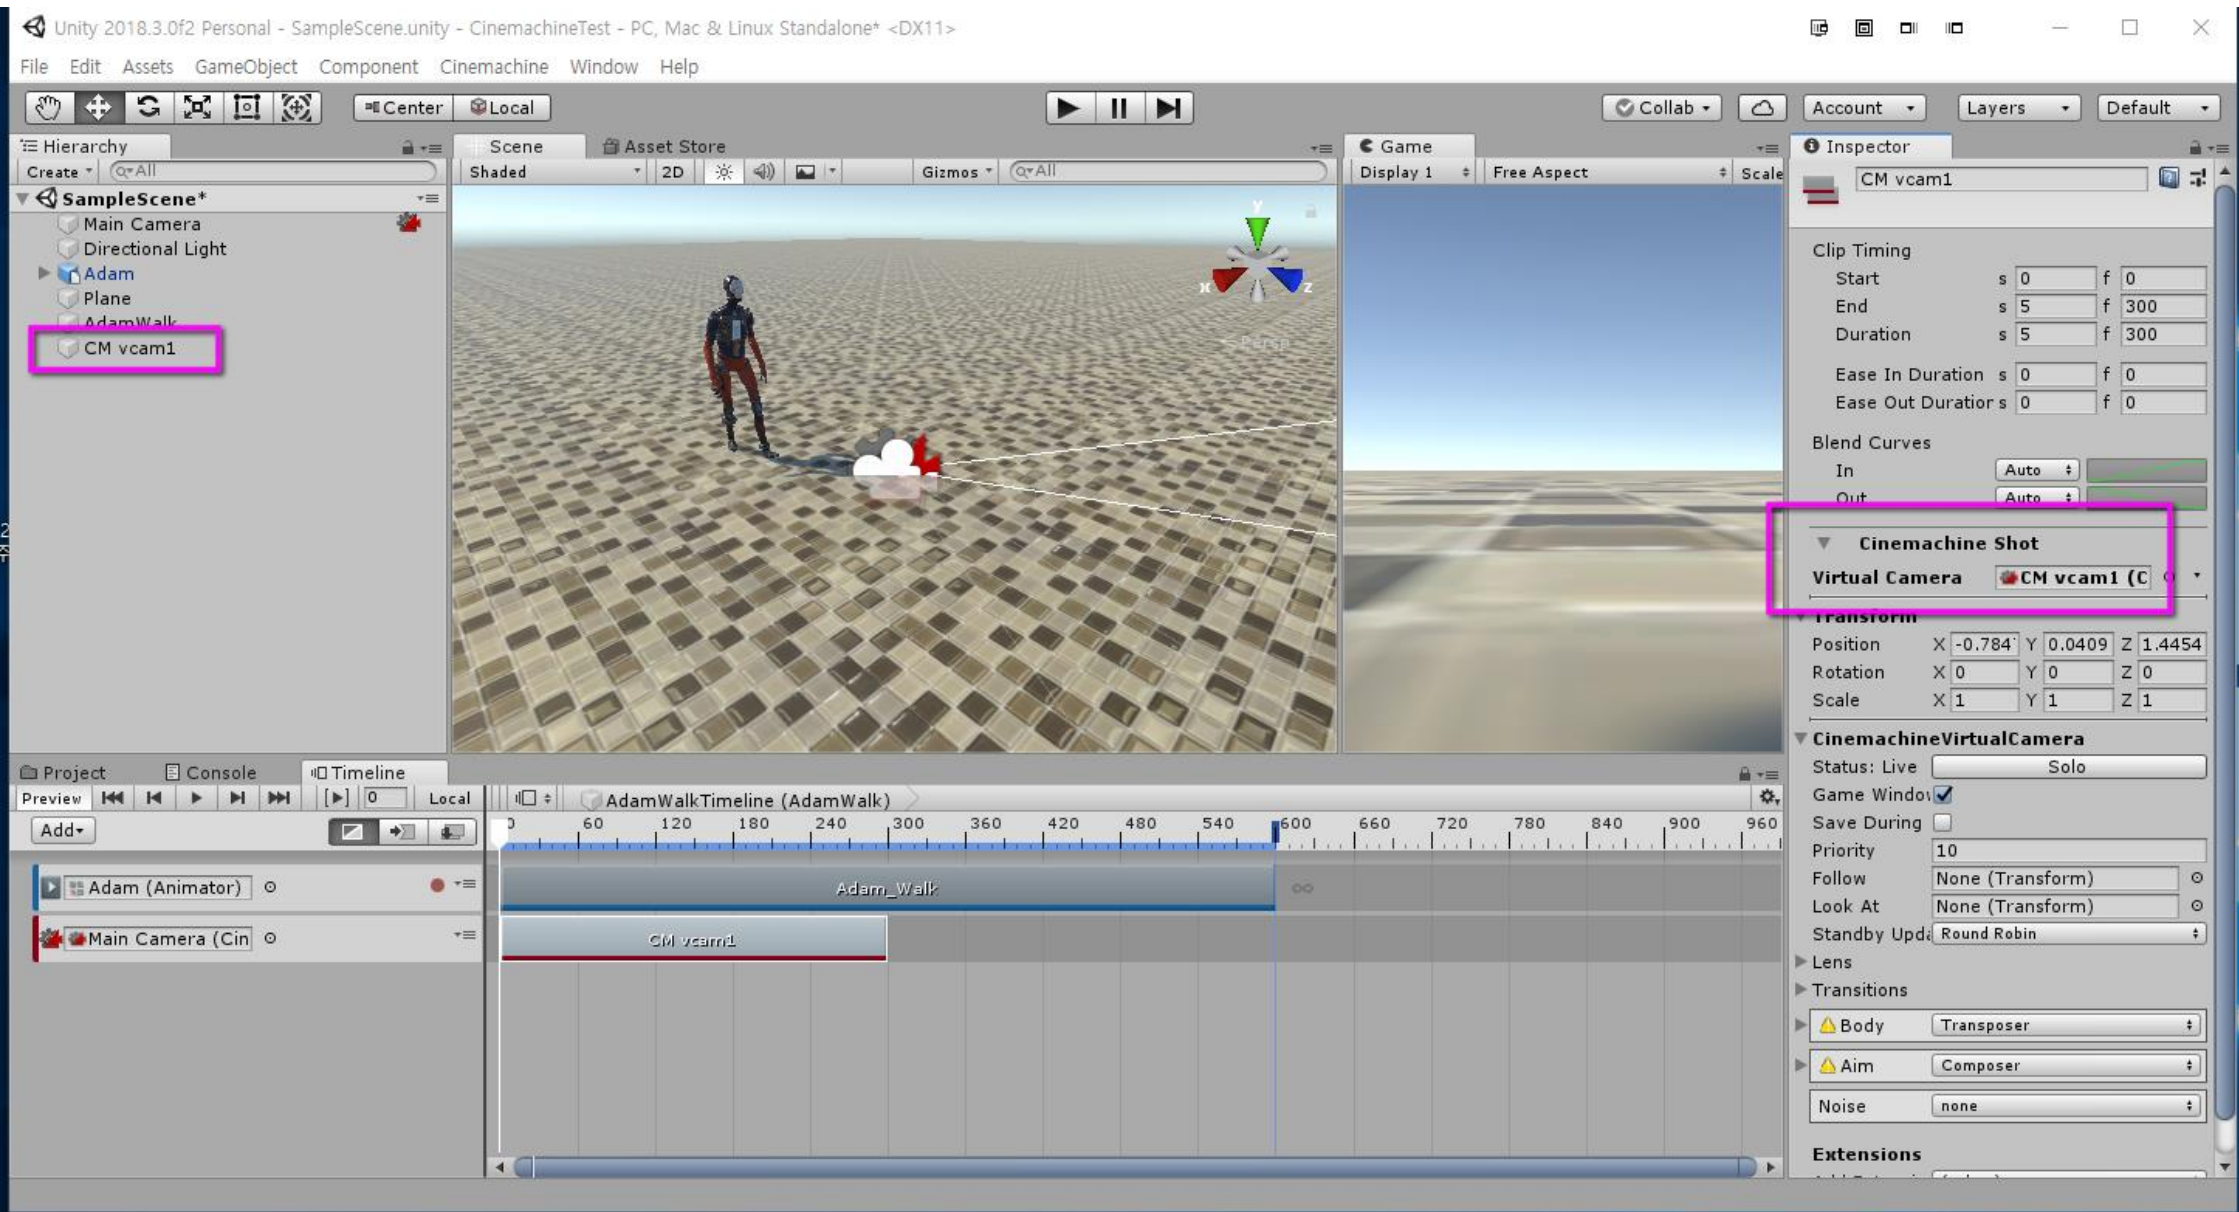 Unity 2018.3.0f2 Personal - SampleScene.unity - CinemachineTest - PC, Mac & Linux Standalone* <DX11>
File Edit Assets GameObject Component Cinemachine Window Help
Center Local Collab Account Layers Default
Hierarchy
Create All
SampleScene*
Main Camera
Directional Light
Adam
Plane
AdamWalk
CM vcam1
Scene Asset Store
Shaded 2D Gizmos All
y
x z
Persp
Game
Display 1 Free Aspect Scale
Inspector
CM vcam1
Clip Timing
Start s 0 f 0
End s 5 f 300
Duration s 5 f 300
Ease In Duration s 0 f 0
Ease Out Duration s 0 f 0
Blend Curves
In Auto
Out Auto
Cinemachine Shot
Virtual Camera CM vcam1 (C
Transform
Position X -0.784 Y 0.0409 Z 1.4454
Rotation X 0 Y 0 Z 0
Scale X 1 Y 1 Z 1
CinemachineVirtualCamera
Status: Live Solo
Game Windo
Save During
Priority 10
Follow None (Transform)
Look At None (Transform)
Standby Upda Round Robin
Lens
Transitions
Body Transposer
Aim Composer
Noise none
Extensions
Project Console Timeline
Preview 0 Local AdamWalkTimeline (AdamWalk)
Add
0 60 120 180 240 300 360 420 480 540 600 660 720 780 840 900 960
Adam (Animator) Adam_Walk
Main Camera (Cin CM vcam1